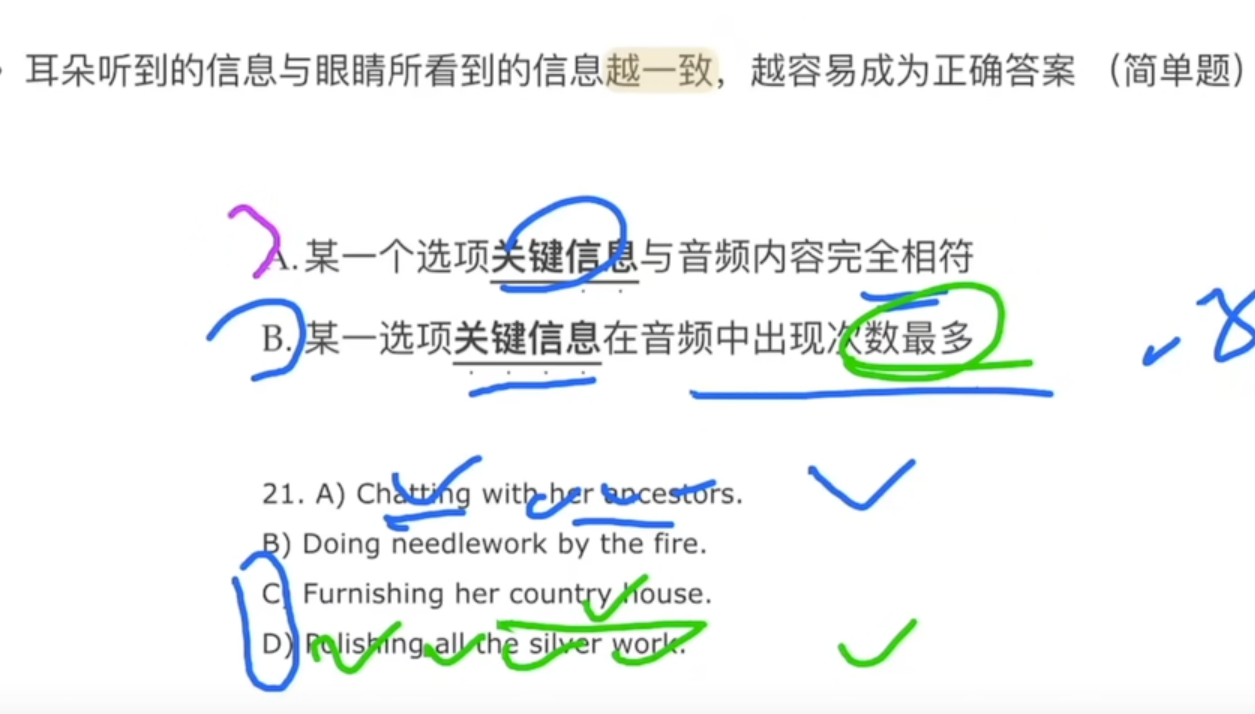 耳朵听到的信息与眼睛所看到的信息越一致，越容易成为正确答案 （简单题）
A. 某一个选项关键信息与音频内容完全相符
B. 某一选项关键信息在音频中出现次数最多
21. A) Chatting with her ancestors.
B) Doing needlework by the fire.
C) Furnishing her country house.
D) Polishing all the silver work.